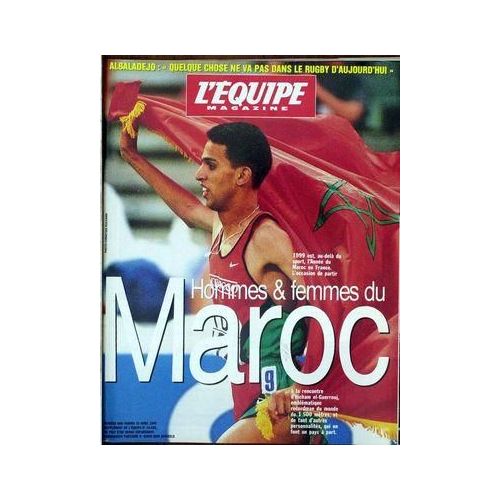 ALBALADEJO : « QUELQUE CHOSE NE VA PAS DANS LE RUGBY D'AUJOURD'HUI »
L'ÉQUIPE
MAGAZINE
1999 est, au-delà du
sport, l'Année du
Maroc en France.
L'occasion de partir
Hommes & femmes du
Maroc
9
à la rencontre
d'Hicham el-Guerrouj,
emblématique
recordman du monde
du 1 500 mètres, et
de tant d'autres
personnalités, qui en
font un pays à part.